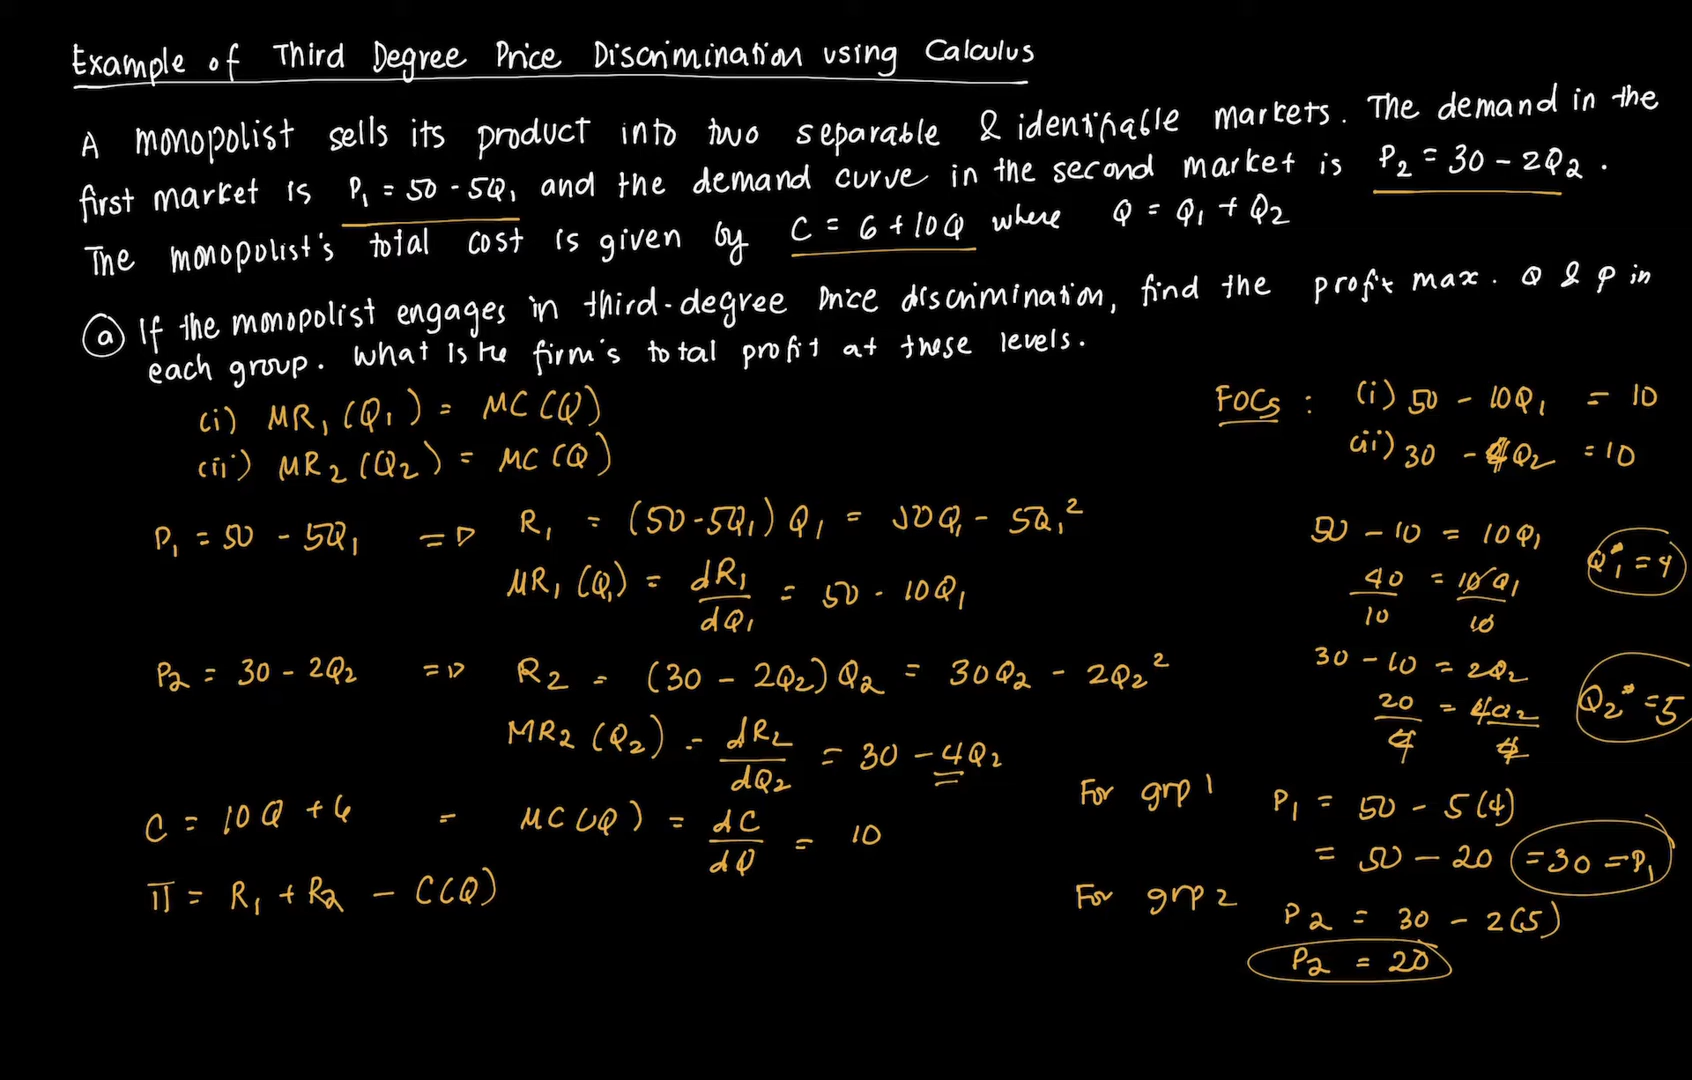 Example of Third Degree Price Discrimination using Calculus
A monopolist sells its product into two separable & identifiable markets. The demand in the
first market is P₁ = 50 - 5Q₁ and the demand curve in the second market is P₂ = 30 - 2Q₂.
The monopolist's total cost is given by C = 6 + 10Q where Q = Q₁ + Q₂
(a) If the monopolist engages in third-degree price discrimination, find the profit max. Q & P in
each group. What is the firm's total profit at these levels.
(i) MR₁(Q₁) = MC(Q)
(ii) MR₂(Q₂) = MC(Q)
P₁ = 50 - 5Q₁ => R₁ = (50-5Q₁)Q₁ = 50Q₁ - 5Q₁²
MR₁(Q₁) = dR₁/dQ₁ = 50 - 10Q₁
P₂ = 30 - 2Q₂ => R₂ = (30 - 2Q₂)Q₂ = 30Q₂ - 2Q₂²
MR₂(Q₂) = dR₂/dQ₂ = 30 - 4Q₂
C = 10Q + 6 - MC(Q) = dC/dQ = 10
Π = R₁ + R₂ - C(Q)
FOCs : (i) 50 - 10Q₁ = 10
(ii) 30 - 4Q₂ = 10
50 - 10 = 10Q₁
40/10 = 10Q₁/10
Q₁* = 4
30 - 10 = 2Q₂
20/4 = 4Q₂/4
Q₂* = 5
For grp 1 P₁ = 50 - 5(4)
= 50 - 20 = 30 = P₁
For grp 2 P₂ = 30 - 2(5)
P₂ = 20